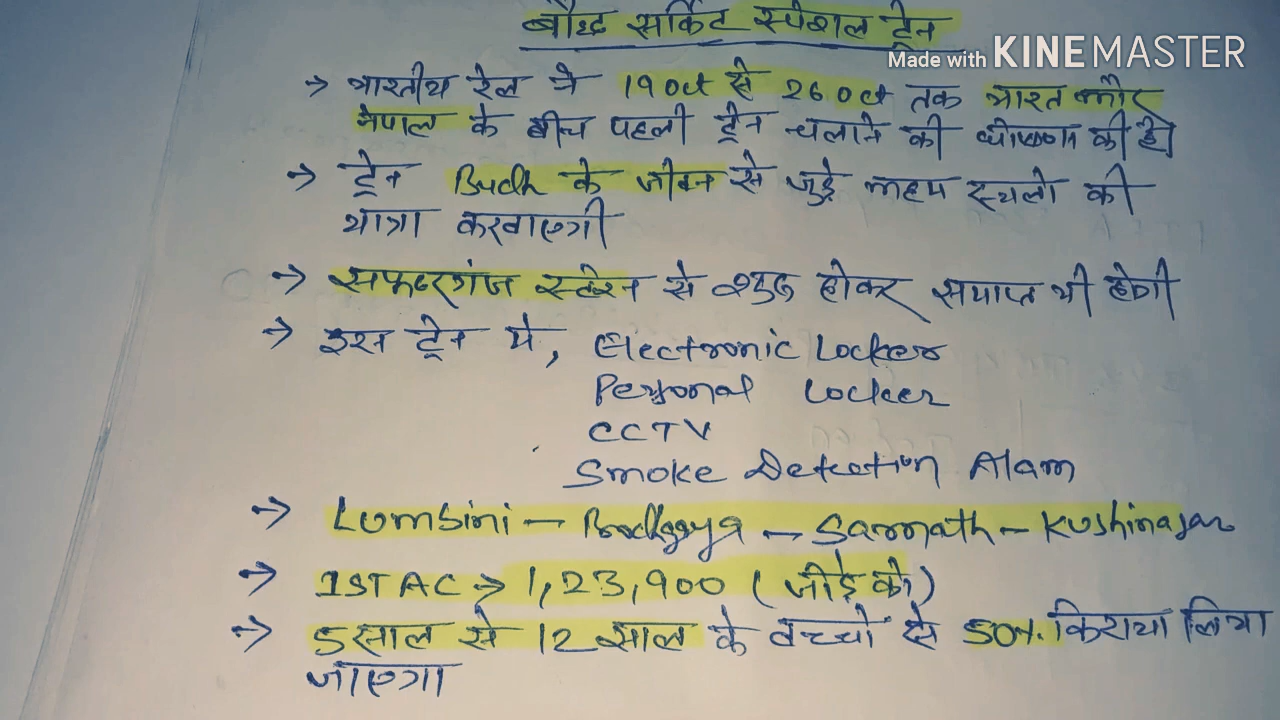 बौद्ध सर्किट स्पेशल ट्रेन
Made with KINEMASTER
→ भारतीय रेल ने 19 Oct से 26 Oct तक भारत और
नेपाल के बीच पहली ट्रेन चलाने की घोषणा की है।
→ ट्रेन Budh के जीवन से जुड़े अहम स्थलो की
यात्रा करवाएगी
→ सफदरगंज स्टेशन से शुरू होकर समाप्त भी होगी
→ इस ट्रेन मे, Electronic Locker
Personal Locker
CCTV
Smoke Detection Alam
→ Lumbini – Bodhgaya – Sarnath – Kushinagar
→ 1ST AC → 1,23,900 (जोड़े को)
→ 5 साल से 12 साल के बच्चो से 50%. किराया लिया
जाएगा